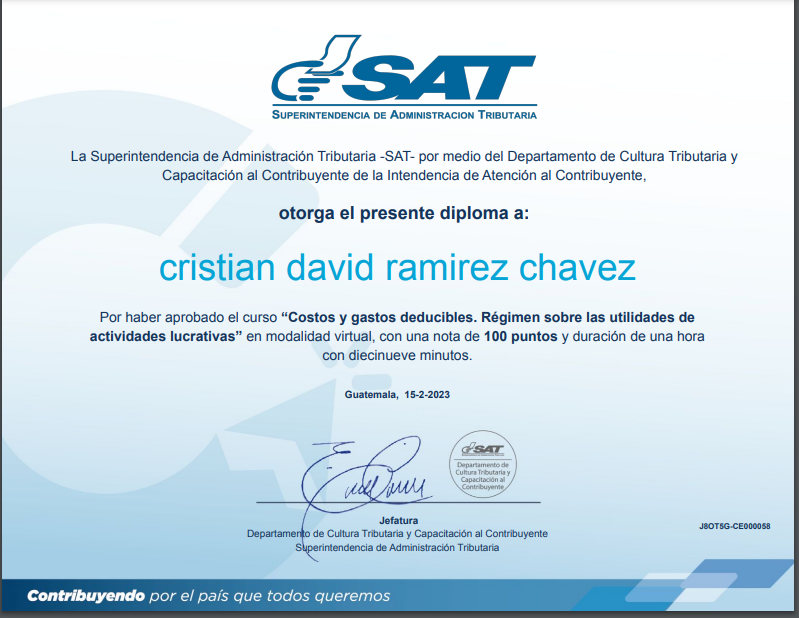 SAT
SUPERINTENDENCIA DE ADMINISTRACION TRIBUTARIA
La Superintendencia de Administración Tributaria -SAT- por medio del Departamento de Cultura Tributaria y
Capacitación al Contribuyente de la Intendencia de Atención al Contribuyente,
otorga el presente diploma a:
cristian david ramirez chavez
Por haber aprobado el curso “Costos y gastos deducibles. Régimen sobre las utilidades de
actividades lucrativas” en modalidad virtual, con una nota de 100 puntos y duración de una hora
con diecinueve minutos.
Guatemala, 15-2-2023
SAT
Departamento de
Cultura Tributaria y
Capacitación al
Contribuyente
Jefatura
Departamento de Cultura Tributaria y Capacitación al Contribuyente
Superintendencia de Administración Tributaria
J8OT5G-CE000058
Contribuyendo por el país que todos queremos